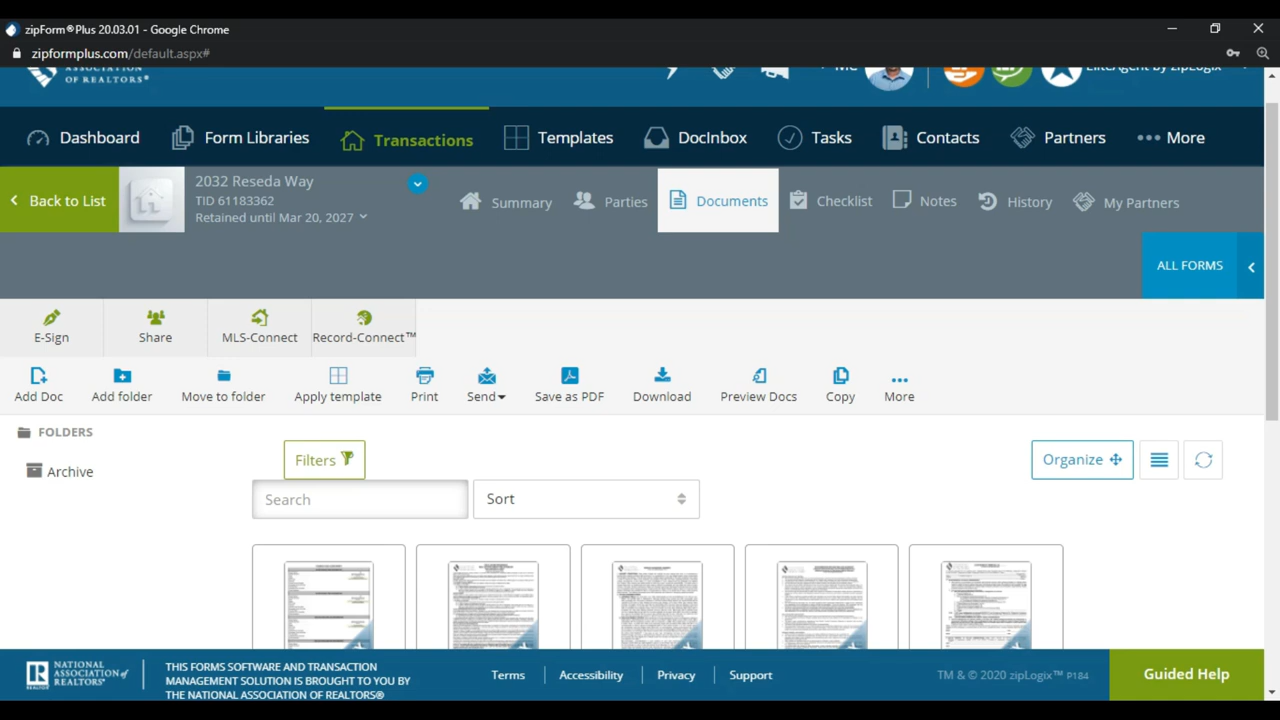 zipForm®Plus 20.03.01 - Google Chrome
zipformplus.com/default.aspx#
OF REALTORS®
EliteAgent by zipLogix
Dashboard
Form Libraries
Transactions
Templates
DocInbox
Tasks
Contacts
Partners
More
Back to List
2032 Reseda Way
TID 61183362
Retained until Mar 20, 2027
Summary
Parties
Documents
Checklist
Notes
History
My Partners
ALL FORMS
E-Sign
Share
MLS-Connect
Record-Connect™
Add Doc
Add folder
Move to folder
Apply template
Print
Send
Save as PDF
Download
Preview Docs
Copy
More
FOLDERS
Archive
Filters
Organize
Search
Sort
NATIONAL
ASSOCIATION of
REALTORS®
REALTOR®
THIS FORMS SOFTWARE AND TRANSACTION
MANAGEMENT SOLUTION IS BROUGHT TO YOU BY
THE NATIONAL ASSOCIATION OF REALTORS®
Terms
Accessibility
Privacy
Support
TM & © 2020 zipLogix™ P184
Guided Help